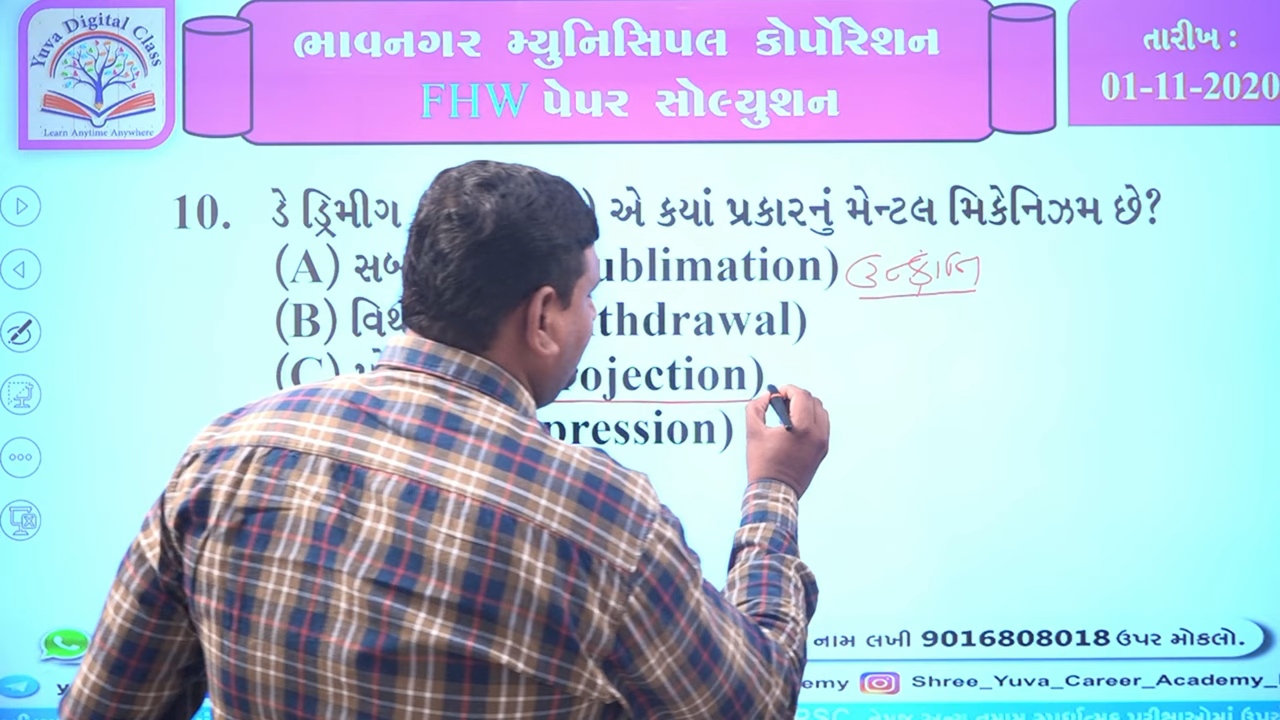 Yuva Digital Class
Learn Anytime Anywhere
ભાવનગર મ્યુનિસિપલ કોર્પોરેશન
FHW પેપર સોલ્યુશન
તારીખ :
01-11-2020
10. ડે ડ્રિમીગ ) એ કયાં પ્રકારનું મેન્ટલ મિકેનિઝમ છે?
(A) સબ ublimation)
(B) વિથ thdrawal)
(C) ojection)
pression)
નામ લખી 9016808018 ઉપર મોકલો.
emy Shree_Yuva_Career_Academy_